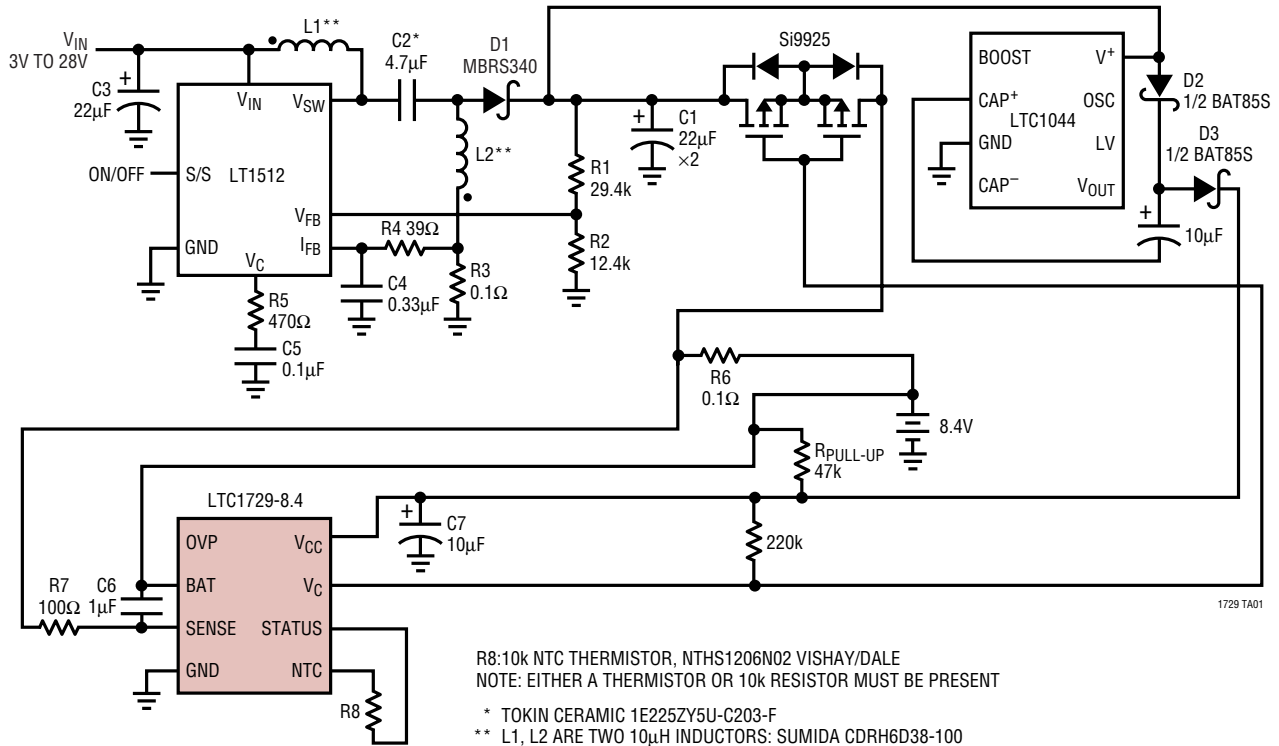 V_IN
3V TO 28V
C3
22µF
+
L1**
C2*
4.7µF
D1
MBRS340
V_IN
V_SW
ON/OFF
S/S
LT1512
V_FB
I_FB
GND
V_C
L2**
R4 39Ω
R3
0.1Ω
C4
0.33µF
R5
470Ω
C5
0.1µF
R1
29.4k
R2
12.4k
+
C1
22µF
×2
Si9925
BOOST
V+
CAP+
OSC
LTC1044
GND
LV
CAP–
V_OUT
D2
1/2 BAT85S
D3
1/2 BAT85S
+
10µF
R6
0.1Ω
8.4V
R_PULL-UP
47k
LTC1729-8.4
OVP
V_CC
BAT
V_C
SENSE
STATUS
GND
NTC
+
C7
10µF
220k
R7
100Ω
C6
1µF
R8
1729 TA01
R8:10k NTC THERMISTOR, NTHS1206N02 VISHAY/DALE
NOTE: EITHER A THERMISTOR OR 10k RESISTOR MUST BE PRESENT
* TOKIN CERAMIC 1E225ZY5U-C203-F
** L1, L2 ARE TWO 10µH INDUCTORS: SUMIDA CDRH6D38-100